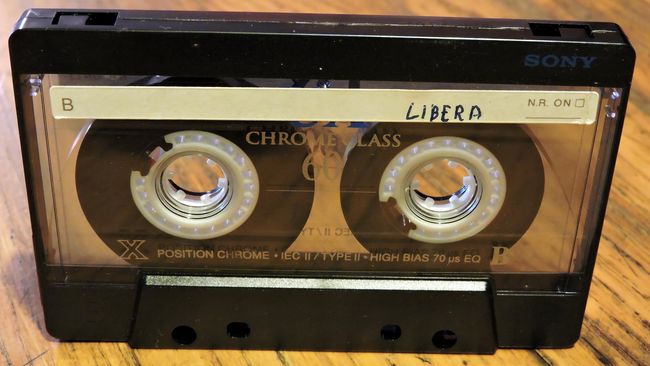 SONY
B LIBERA N.R. ON
CHROME CLASS
60
X POSITION CHROME • IEC II / TYPE II • HIGH BIAS 70 µs EQ B